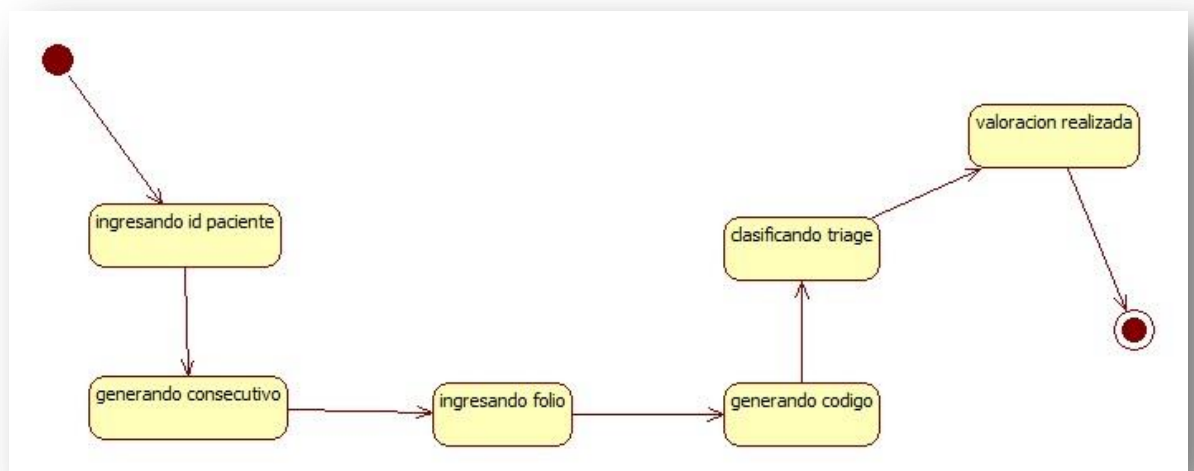 ingresando id paciente
generando consecutivo
ingresando folio
generando codigo
clasificando triage
valoracion realizada